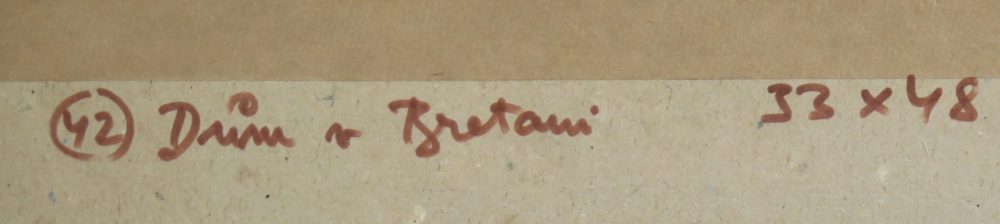 42 Dům v Bretani 33 x 48